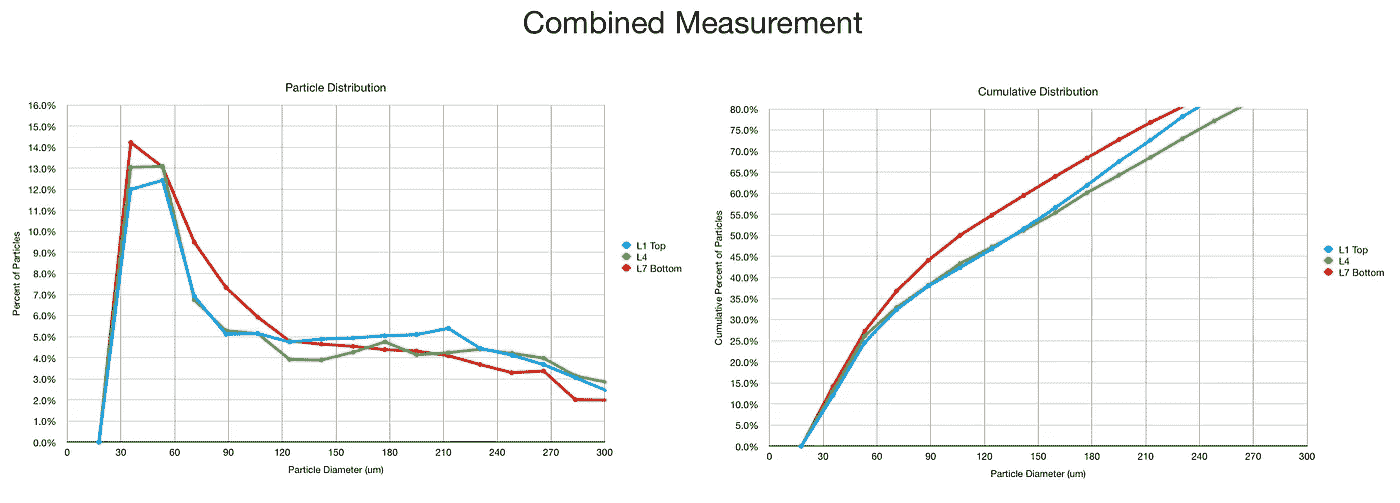 Combined Measurement
Particle Distribution
16.0%
15.0%
14.0%
13.0%
12.0%
11.0%
10.0%
9.0%
8.0%
7.0%
6.0%
5.0%
4.0%
3.0%
2.0%
1.0%
0.0%
Percent of Particles
0 30 60 90 120 150 180 210 240 270 300
Particle Diameter (um)
L1 Top
L4
L7 Bottom
Cumulative Distribution
80.0%
75.0%
70.0%
65.0%
60.0%
55.0%
50.0%
45.0%
40.0%
35.0%
30.0%
25.0%
20.0%
15.0%
10.0%
5.0%
0.0%
Cumulative Percent of Particles
0 30 60 90 120 150 180 210 240 270 300
Particle Diameter (um)
L1 Top
L4
L7 Bottom